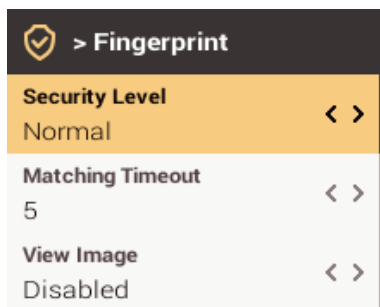 > Fingerprint
Security Level
Normal
Matching Timeout
5
View Image
Disabled